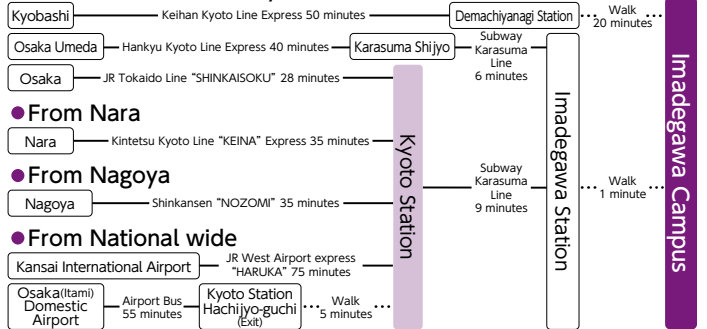 Kyobashi
Keihan Kyoto Line Express 50 minutes
Demachiyanagi Station
Walk
20 minutes
Osaka Umeda
Hankyu Kyoto Line Express 40 minutes
Karasuma Shijyo
Subway
Karasuma
Line
6 minutes
Osaka
JR Tokaido Line "SHINKAISOKU" 28 minutes
●From Nara
Nara
Kintetsu Kyoto Line "KEINA" Express 35 minutes
●From Nagoya
Nagoya
Shinkansen "NOZOMI" 35 minutes
●From National wide
Kansai International Airport
JR West Airport express
"HARUKA" 75 minutes
Osaka(Itami)
Domestic
Airport
Airport Bus
55 minutes
Kyoto Station
Hachijyo-guchi
(Exit)
Walk
5 minutes
Kyoto Station
Subway
Karasuma
Line
9 minutes
Imadegawa Station
Walk
1 minute
Imadegawa Campus